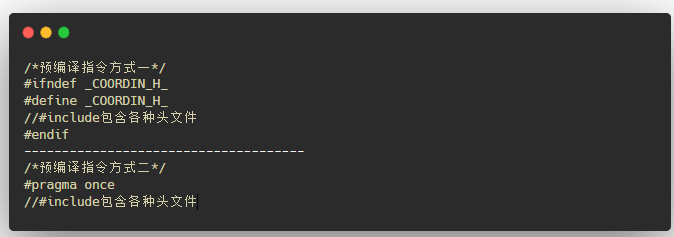 /*预编译指令方式一*/
#ifndef _COORDIN_H_
#define _COORDIN_H_
//#include包含各种头文件
#endif
-------------------------------------
/*预编译指令方式二*/
#pragma once
//#include包含各种头文件